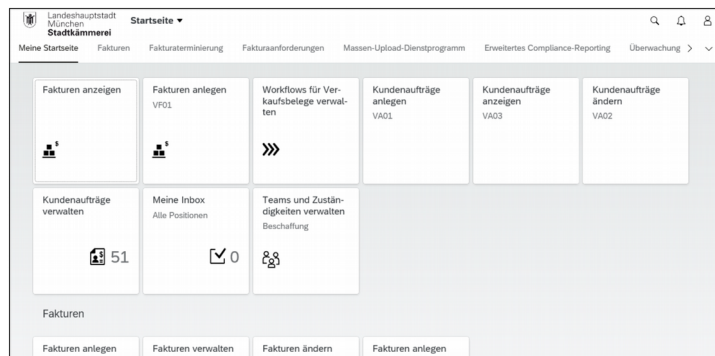 Landeshauptstadt
München
Stadtkämmerei
Startseite
Meine Startseite Fakturen Fakturaterminierung Fakturaanforderungen Massen-Upload-Dienstprogramm Erweitertes Compliance-Reporting Überwachung
Fakturen anzeigen
$
Fakturen anlegen
VF01
$
Workflows für Ver-
kaufsbelege verwal-
ten
Kundenaufträge
anlegen
VA01
Kundenaufträge
anzeigen
VA03
Kundenaufträge
ändern
VA02
Kundenaufträge
verwalten
51
Meine Inbox
Alle Positionen
0
Teams und Zustän-
digkeiten verwalten
Beschaffung
Fakturen
Fakturen anlegen
Fakturen verwalten
Fakturen ändern
Fakturen anlegen